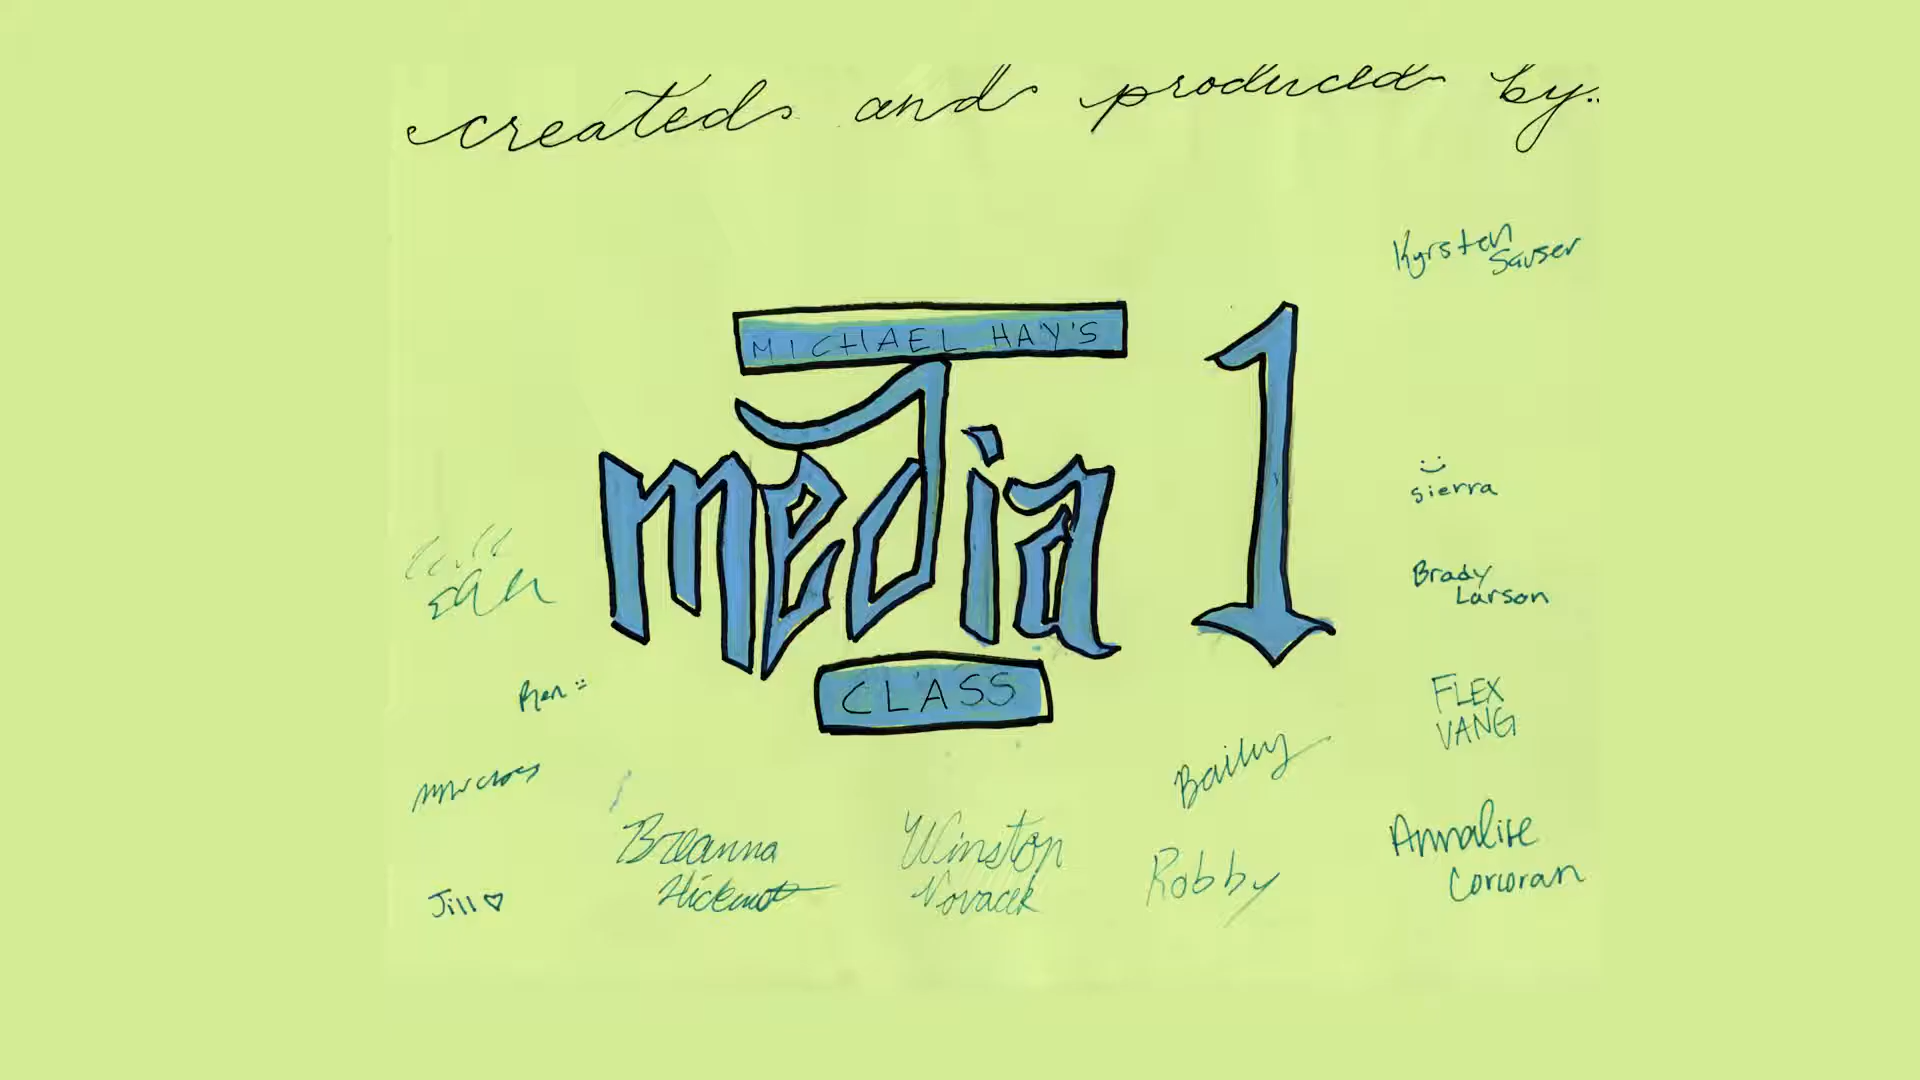 created and produced by..
Kyrsten
Sauser
MICHAEL HAY'S
media 1
sierra
Brady
Larson
CLASS
FLEX
VANG
Bailey
Breanna
Winston
Novacek
Robby
Annalise
Corcoran
Jill